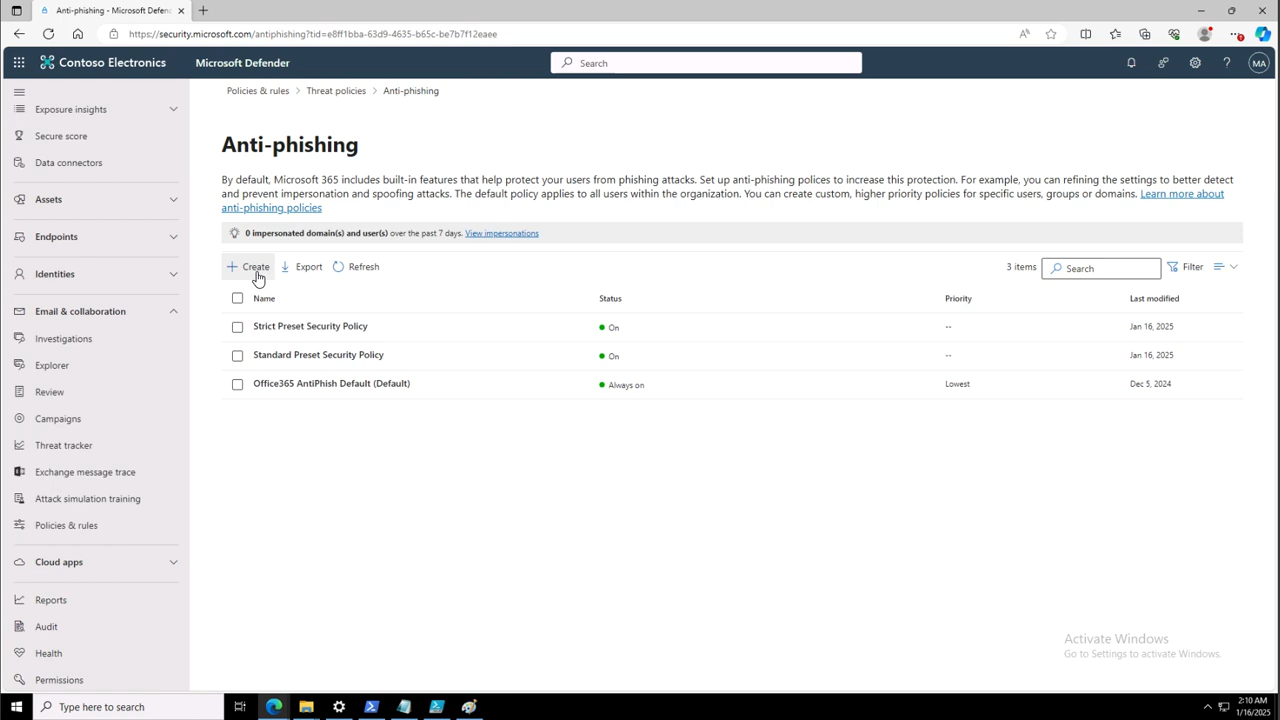 Anti-phishing - Microsoft Defen
https://security.microsoft.com/antiphishing?tid=e8ff1bba-63d9-4635-b65c-be7b7f12eaee
Contoso Electronics
Microsoft Defender
Search
MA
Exposure insights
Secure score
Data connectors
Assets
Endpoints
Identities
Email & collaboration
Investigations
Explorer
Review
Campaigns
Threat tracker
Exchange message trace
Attack simulation training
Policies & rules
Cloud apps
Reports
Audit
Health
Permissions
Policies & rules > Threat policies > Anti-phishing
Anti-phishing
By default, Microsoft 365 includes built-in features that help protect your users from phishing attacks. Set up anti-phishing polices to increase this protection. For example, you can refining the settings to better detect
and prevent impersonation and spoofing attacks. The default policy applies to all users within the organization. You can create custom, higher priority policies for specific users, groups or domains. Learn more about
anti-phishing policies
0 impersonated domain(s) and user(s) over the past 7 days. View impersonations
Create Export Refresh 3 items Search Filter
Name Status Priority Last modified
Strict Preset Security Policy On -- Jan 16, 2025
Standard Preset Security Policy On -- Jan 16, 2025
Office365 AntiPhish Default (Default) Always on Lowest Dec 5, 2024
Activate Windows
Go to Settings to activate Windows.
Type here to search
2:10 AM
1/16/2025